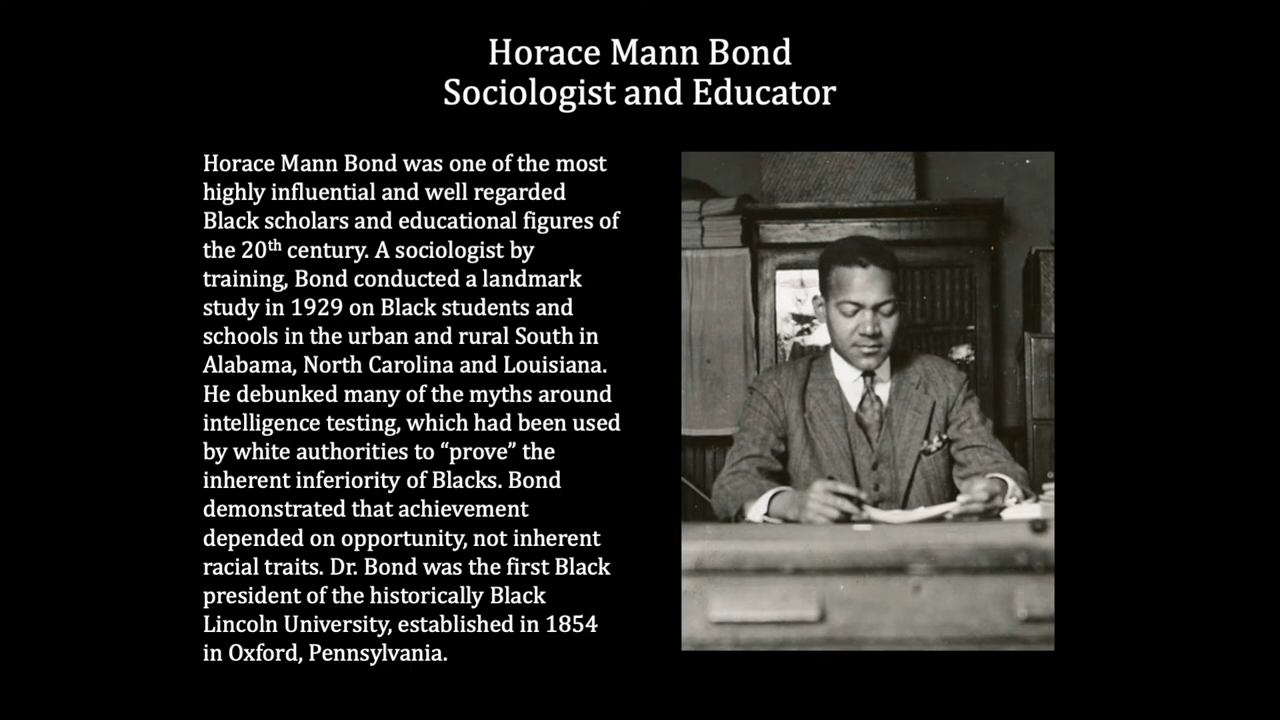 Horace Mann Bond
Sociologist and Educator
Horace Mann Bond was one of the most
highly influential and well regarded
Black scholars and educational figures of
the 20th century. A sociologist by
training, Bond conducted a landmark
study in 1929 on Black students and
schools in the urban and rural South in
Alabama, North Carolina and Louisiana.
He debunked many of the myths around
intelligence testing, which had been used
by white authorities to “prove” the
inherent inferiority of Blacks. Bond
demonstrated that achievement
depended on opportunity, not inherent
racial traits. Dr. Bond was the first Black
president of the historically Black
Lincoln University, established in 1854
in Oxford, Pennsylvania.